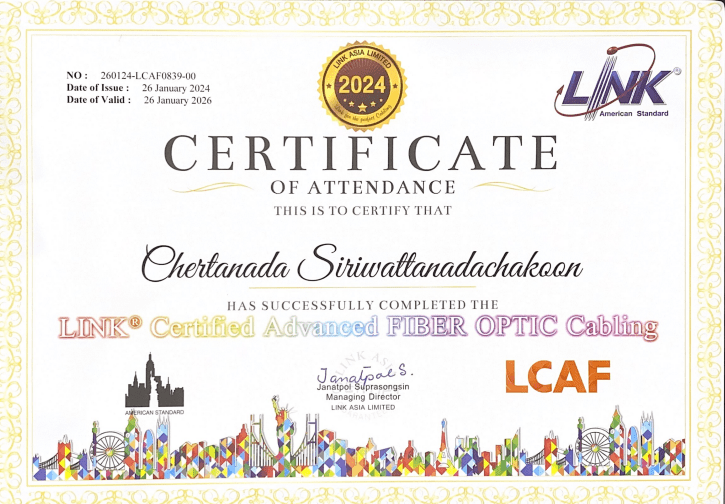 NO : 260124-LCAF0839-00
Date of Issue : 26 January 2024
Date of Valid : 26 January 2026
LINK ASIA LIMITED
2024
LINK®
American Standard
CERTIFICATE
OF ATTENDANCE
THIS IS TO CERTIFY THAT
Chertanada Siriwattanadachakoon
HAS SUCCESSFULLY COMPLETED THE
LINK® Certified Advanced FIBER OPTIC Cabling
AMERICAN STANDARD
Janatpol S.
Janatpol Suprasongsin
Managing Director
LINK ASIA LIMITED
LCAF